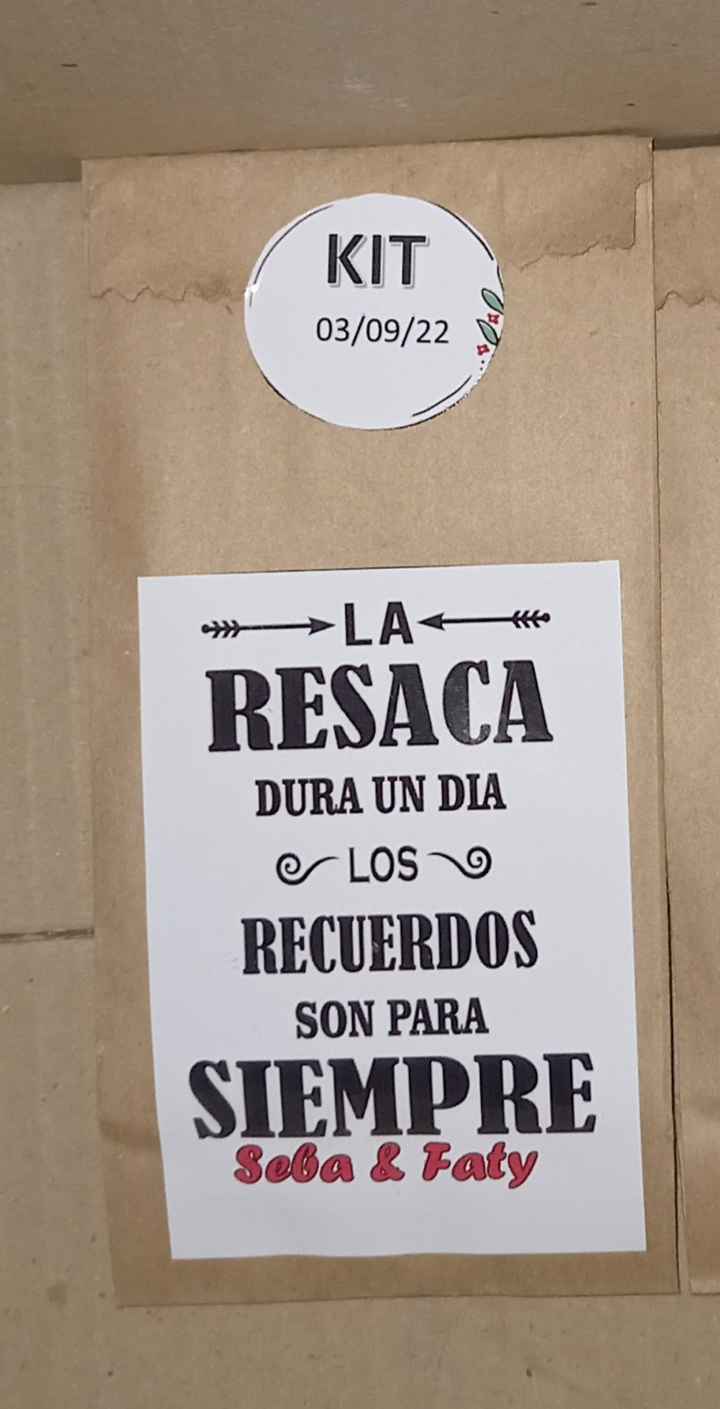 KIT
03/09/22
LA
RESACA
DURA UN DIA
LOS
RECUERDOS
SON PARA
SIEMPRE
Seba & Faty